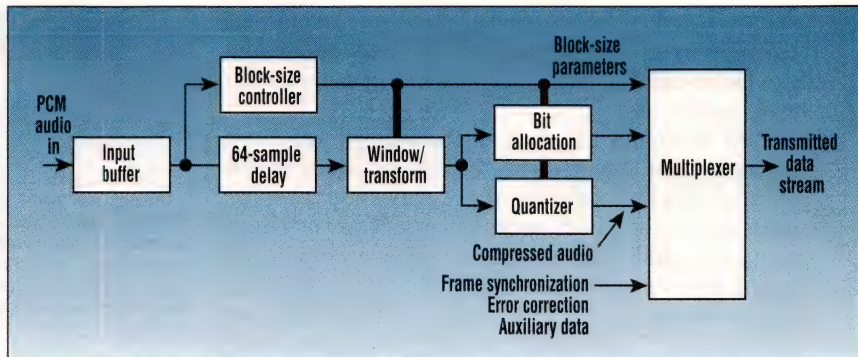 PCM
audio
in
Input
buffer
Block-size
controller
64-sample
delay
Window/
transform
Block-size
parameters
Bit
allocation
Quantizer
Compressed audio
Frame synchronization
Error correction
Auxiliary data
Multiplexer
Transmitted
data
stream